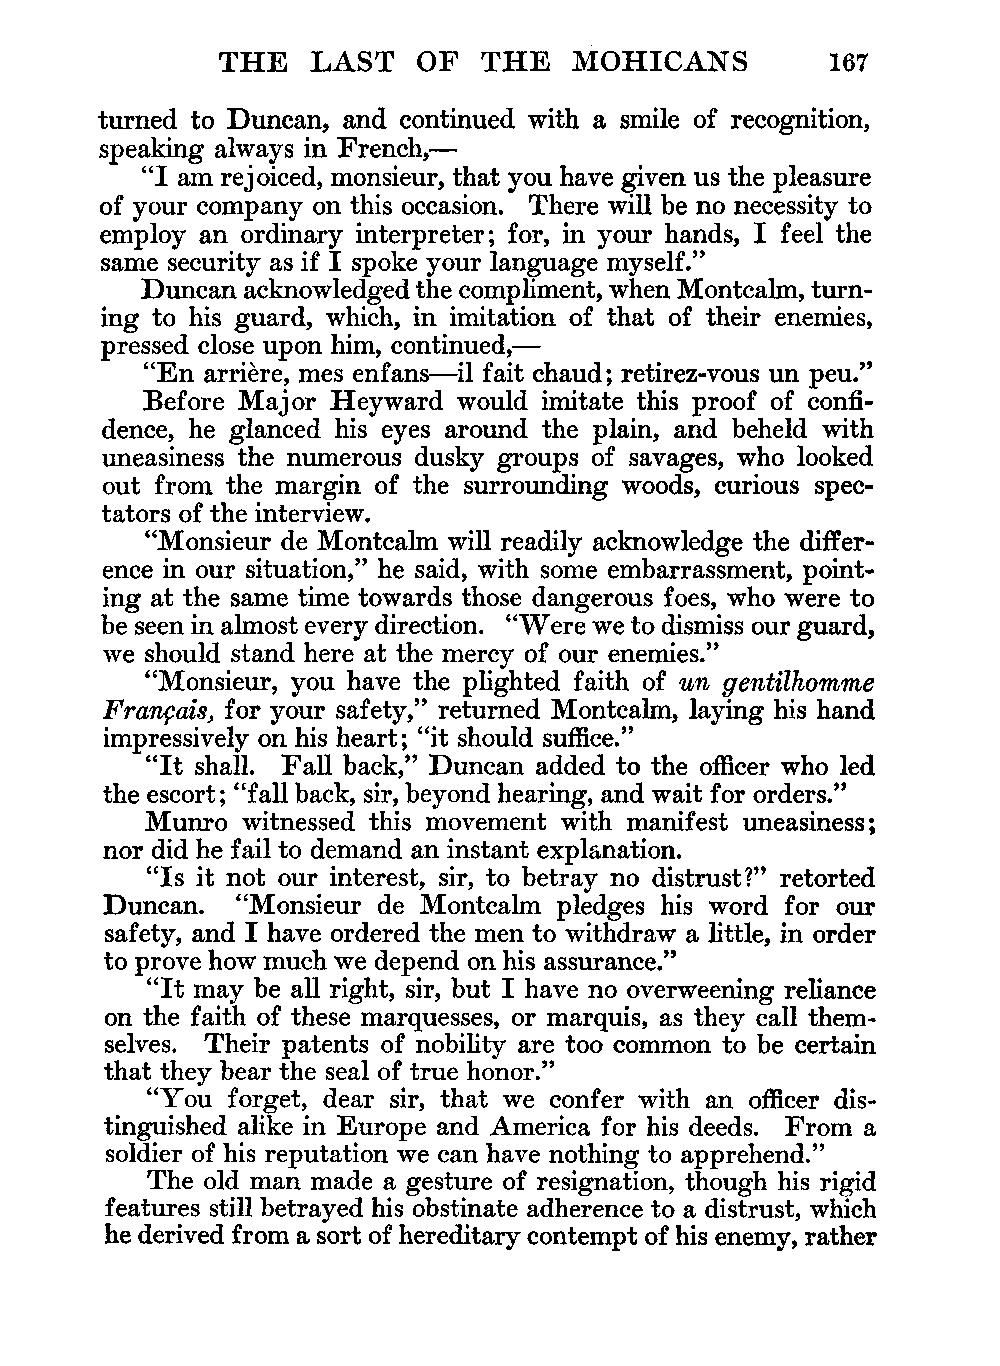 THE LAST OF THE MOHICANS 167
turned to Duncan, and continued with a smile of recognition,
speaking always in French,—
“I am rejoiced, monsieur, that you have given us the pleasure
of your company on this occasion. There will be no necessity to
employ an ordinary interpreter; for, in your hands, I feel the
same security as if I spoke your language myself.”
Duncan acknowledged the compliment, when Montcalm, turn-
ing to his guard, which, in imitation of that of their enemies,
pressed close upon him, continued,—
“En arrière, mes enfans—il fait chaud; retirez-vous un peu.”
Before Major Heyward would imitate this proof of confi-
dence, he glanced his eyes around the plain, and beheld with
uneasiness the numerous dusky groups of savages, who looked
out from the margin of the surrounding woods, curious spec-
tators of the interview.
“Monsieur de Montcalm will readily acknowledge the differ-
ence in our situation,” he said, with some embarrassment, point-
ing at the same time towards those dangerous foes, who were to
be seen in almost every direction. “Were we to dismiss our guard,
we should stand here at the mercy of our enemies.”
“Monsieur, you have the plighted faith of un gentilhomme
Français, for your safety,” returned Montcalm, laying his hand
impressively on his heart; “it should suffice.”
“It shall. Fall back,” Duncan added to the officer who led
the escort; “fall back, sir, beyond hearing, and wait for orders.”
Munro witnessed this movement with manifest uneasiness;
nor did he fail to demand an instant explanation.
“Is it not our interest, sir, to betray no distrust?” retorted
Duncan. “Monsieur de Montcalm pledges his word for our
safety, and I have ordered the men to withdraw a little, in order
to prove how much we depend on his assurance.”
“It may be all right, sir, but I have no overweening reliance
on the faith of these marquesses, or marquis, as they call them-
selves. Their patents of nobility are too common to be certain
that they bear the seal of true honor.”
“You forget, dear sir, that we confer with an officer dis-
tinguished alike in Europe and America for his deeds. From a
soldier of his reputation we can have nothing to apprehend.”
The old man made a gesture of resignation, though his rigid
features still betrayed his obstinate adherence to a distrust, which
he derived from a sort of hereditary contempt of his enemy, rather